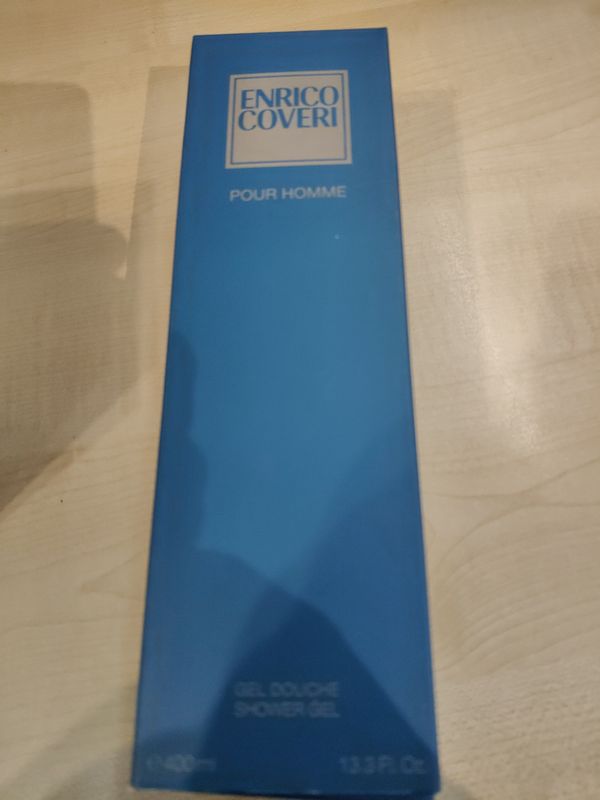 ENRICO
COVERI
POUR HOMME
GEL DOUCHE
SHOWER GEL
℮400ml 13.3 Fl. Oz.